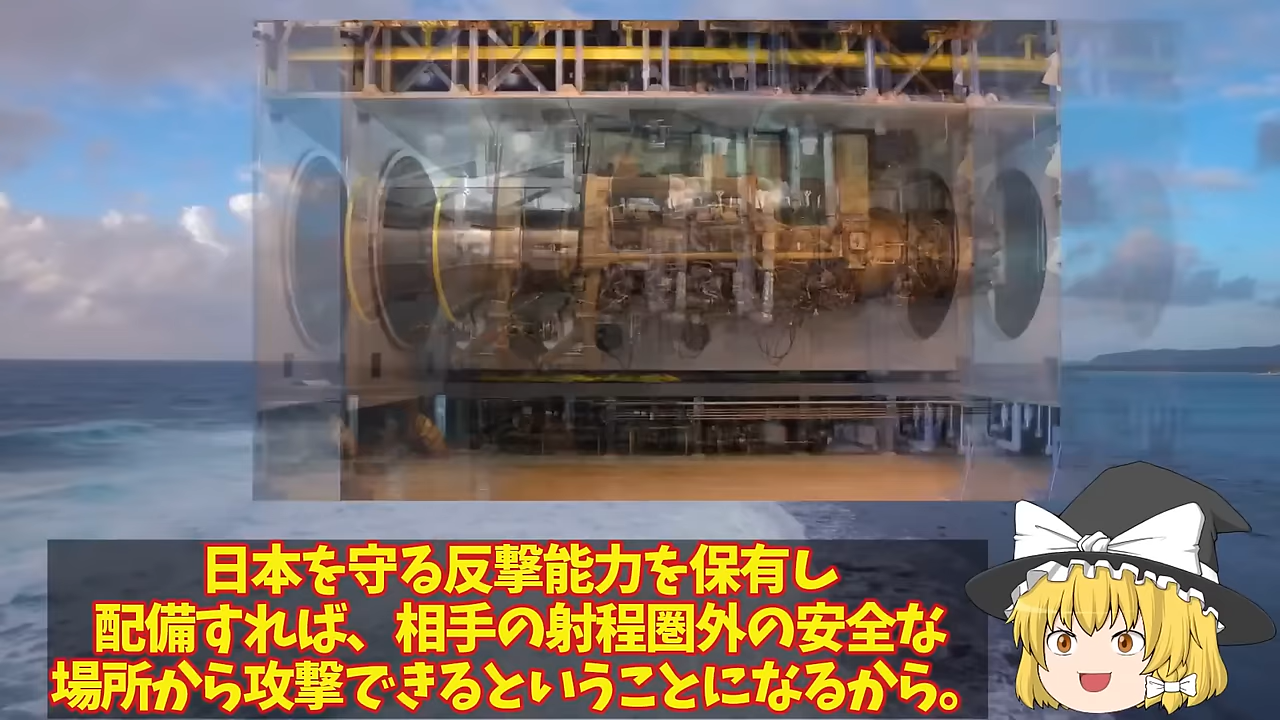 日本を守る反撃能力を保有し
配備すれば、相手の射程圏外の安全な
場所から攻撃できるということになるから。